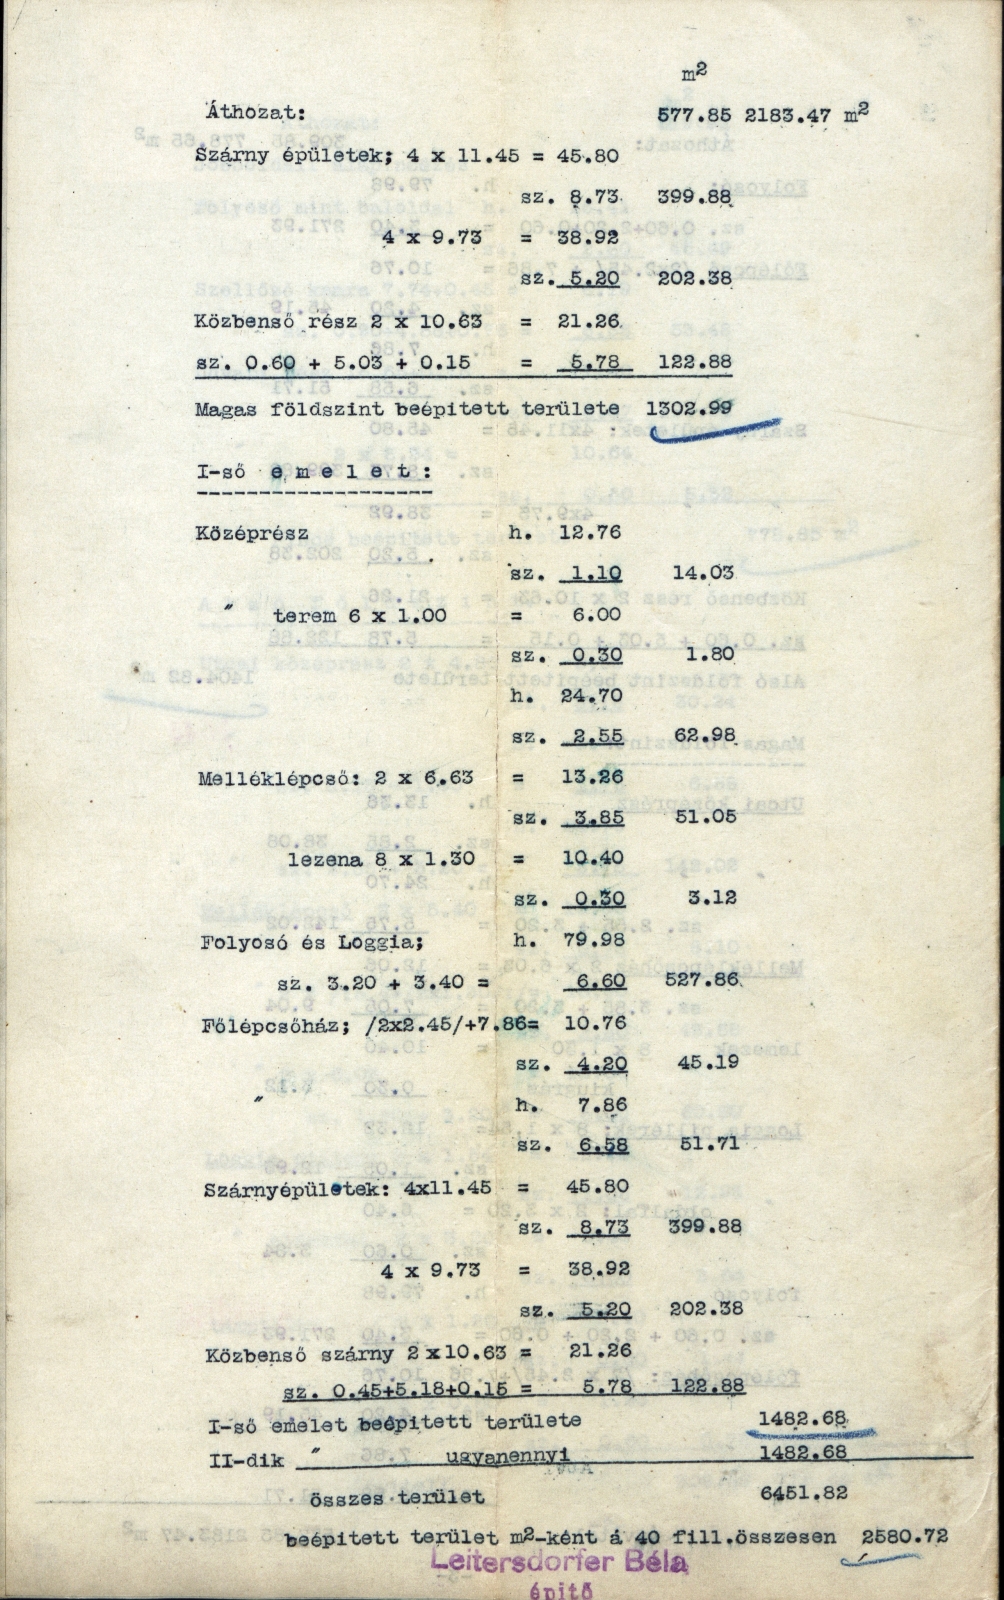 m²
Áthozat: 577.85 2183.47 m²
Szárny épületek; 4 x 11.45 = 45.80
sz. 8.73 399.88
4 x 9.73 = 38.92
sz. 5.20 202.38
Közbenső rész 2 x 10.63 = 21.26
sz. 0.60 + 5.03 + 0.15 = 5.78 122.88
Magas földszint beépitett területe 1302.99
I-ső e m e l e t :
Középrész h. 12.76
sz. 1.10 14.03
" terem 6 x 1.00 = 6.00
sz. 0.30 1.80
h. 24.70
sz. 2.55 62.98
Melléklépcső: 2 x 6.63 = 13.26
sz. 3.85 51.05
lezena 8 x 1.30 = 10.40
sz. 0.30 3.12
Folyosó és Loggia; h. 79.98
sz. 3.20 + 3.40 = 6.60 527.86
Főlépcsőház; /2x2.45/+7.86= 10.76
sz. 4.20 45.19
" h. 7.86
sz. 6.58 51.71
Szárnyépületek: 4x11.45 = 45.80
sz. 8.73 399.88
4 x 9.73 = 38.92
sz. 5.20 202.38
Közbenső szárny 2 x10.63 = 21.26
sz. 0.45+5.18+0.15 = 5.78 122.88
I-ső emelet beépitett területe 1482.68
II-dik " ugyanennyi 1482.68
összes terület 6451.82
beépitett terület m²-ként á 40 fill.összesen 2580.72
Leitersdorfer Béla
épitő